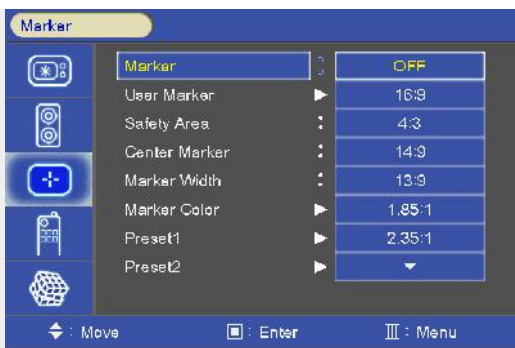 Marker
Marker : OFF
User Marker ▶ 16:9
Safety Area : 4:3
Center Marker : 14:9
Marker Width : 13:9
Marker Color ▶ 1.85:1
Preset1 ▶ 2.35:1
Preset2 ▶
: Move : Enter : Menu